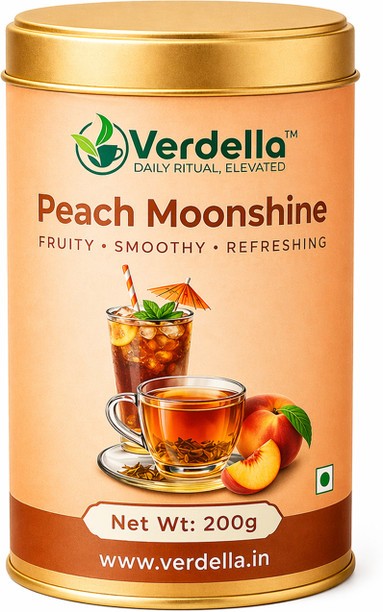 Verdella™
DAILY RITUAL, ELEVATED
Peach Moonshine
FRUITY • SMOOTHY • REFRESHING
Net Wt: 200g
www.verdella.in